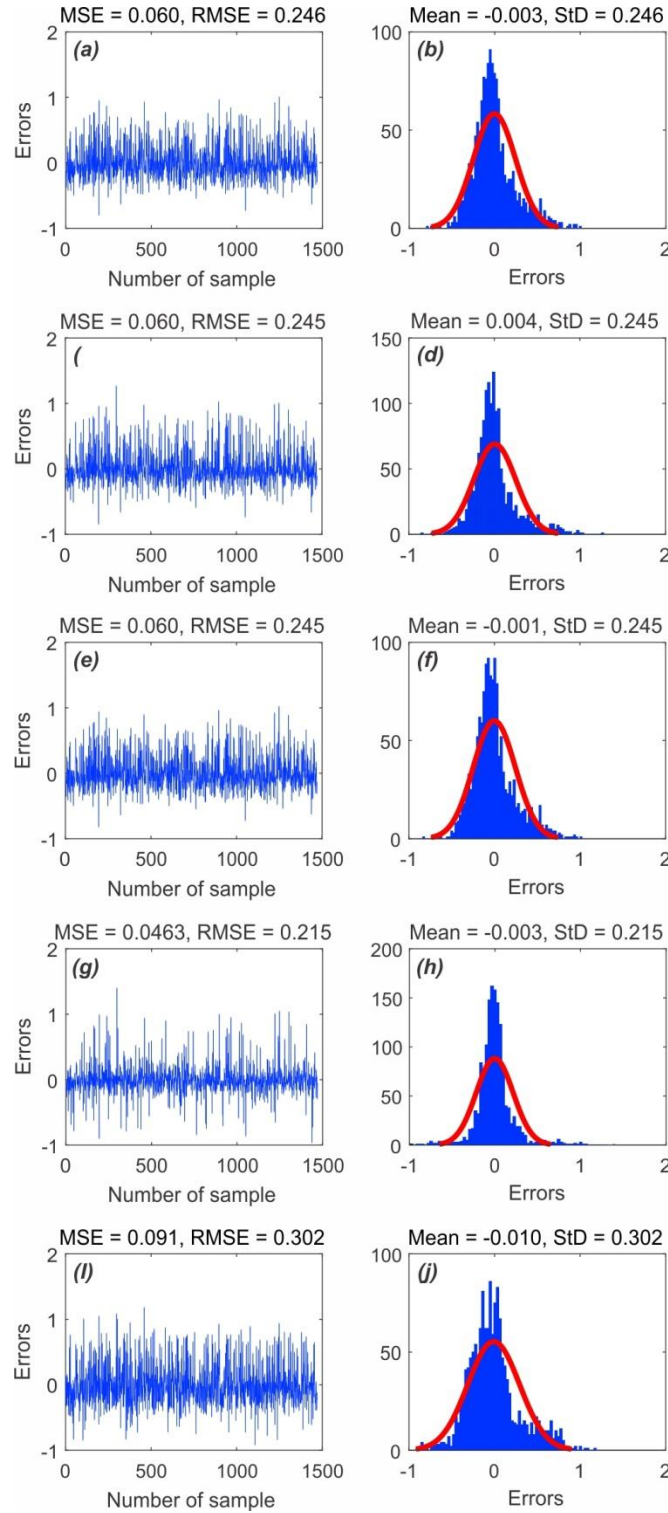 MSE = 0.060, RMSE = 0.246
(a)
2
1
0
-1
Errors
0 500 1000 1500
Number of sample
Mean = -0.003, StD = 0.246
(b)
100
50
0
-1 0 1 2
Errors
MSE = 0.060, RMSE = 0.245
(
2
1
0
-1
Errors
0 500 1000 1500
Number of sample
Mean = 0.004, StD = 0.245
(d)
150
100
50
0
-1 0 1 2
Errors
MSE = 0.060, RMSE = 0.245
(e)
2
1
0
-1
Errors
0 500 1000 1500
Number of sample
Mean = -0.001, StD = 0.245
(f)
100
50
0
-1 0 1 2
Errors
MSE = 0.0463, RMSE = 0.215
(g)
2
1
0
-1
Errors
0 500 1000 1500
Number of sample
Mean = -0.003, StD = 0.215
(h)
200
150
100
50
0
-1 0 1 2
Errors
MSE = 0.091, RMSE = 0.302
(I)
2
1
0
-1
Errors
0 500 1000 1500
Number of sample
Mean = -0.010, StD = 0.302
(j)
100
50
0
-1 0 1 2
Errors